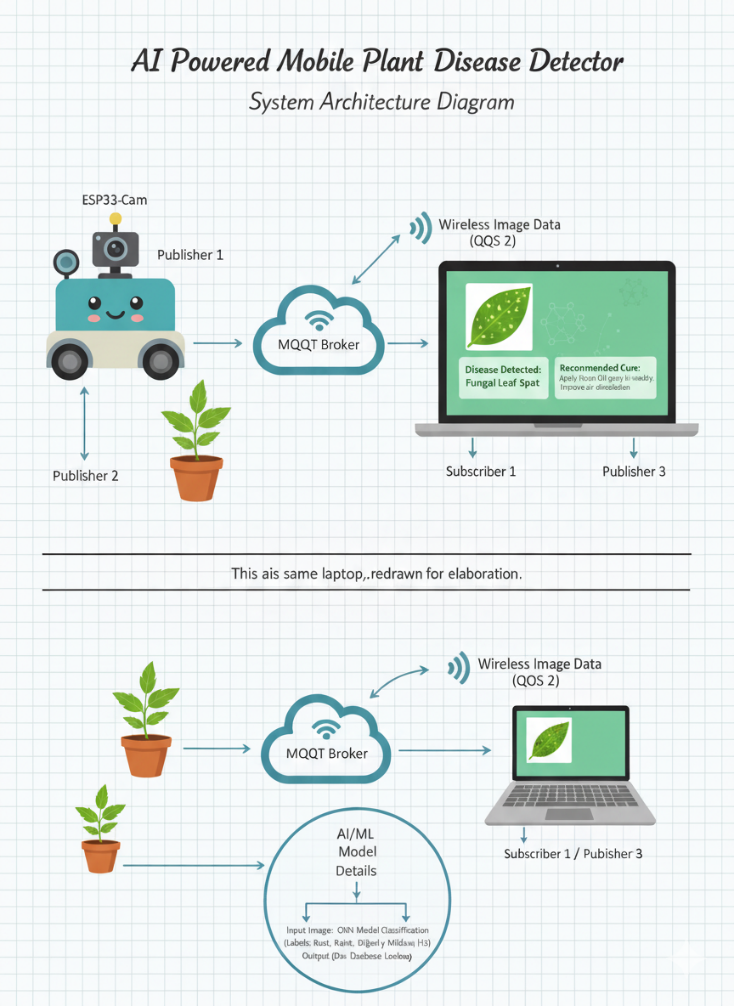 AI Powered Mobile Plant Disease Detector
System Architecture Diagram
ESP33-Cam
Publisher 1
Wireless Image Data
(QQS 2)
MQQT Broker
Disease Detected:
Fungal Leaf Spat
Recommended Cure:
Improve air
Publisher 2
Subscriber 1
Publisher 3
This ais same laptop,.redrawn for elaboration.
Wireless Image Data
(QOS 2)
MQQT Broker
Subscriber 1 / Pubisher 3
AI/ML
Model
Details
Input Image: Model Classification
(Labels: Rust,
Output